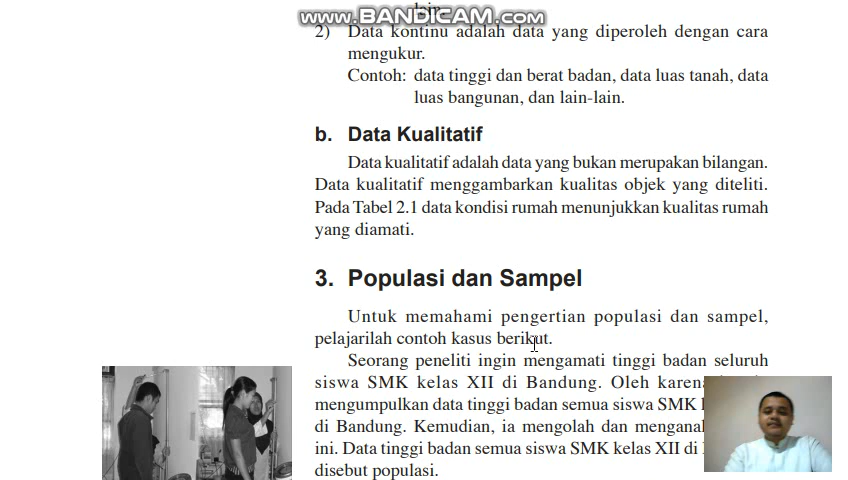 lain.
www.BANDICAM.com
2) Data kontinu adalah data yang diperoleh dengan cara
mengukur.
Contoh: data tinggi dan berat badan, data luas tanah, data
luas bangunan, dan lain-lain.
b. Data Kualitatif
Data kualitatif adalah data yang bukan merupakan bilangan.
Data kualitatif menggambarkan kualitas objek yang diteliti.
Pada Tabel 2.1 data kondisi rumah menunjukkan kualitas rumah
yang diamati.
3. Populasi dan Sampel
Untuk memahami pengertian populasi dan sampel,
pelajarilah contoh kasus berikut.
Seorang peneliti ingin mengamati tinggi badan seluruh
siswa SMK kelas XII di Bandung. Oleh karena
mengumpulkan data tinggi badan semua siswa SMK
di Bandung. Kemudian, ia mengolah dan
ini. Data tinggi badan semua siswa SMK kelas XII di
disebut populasi.